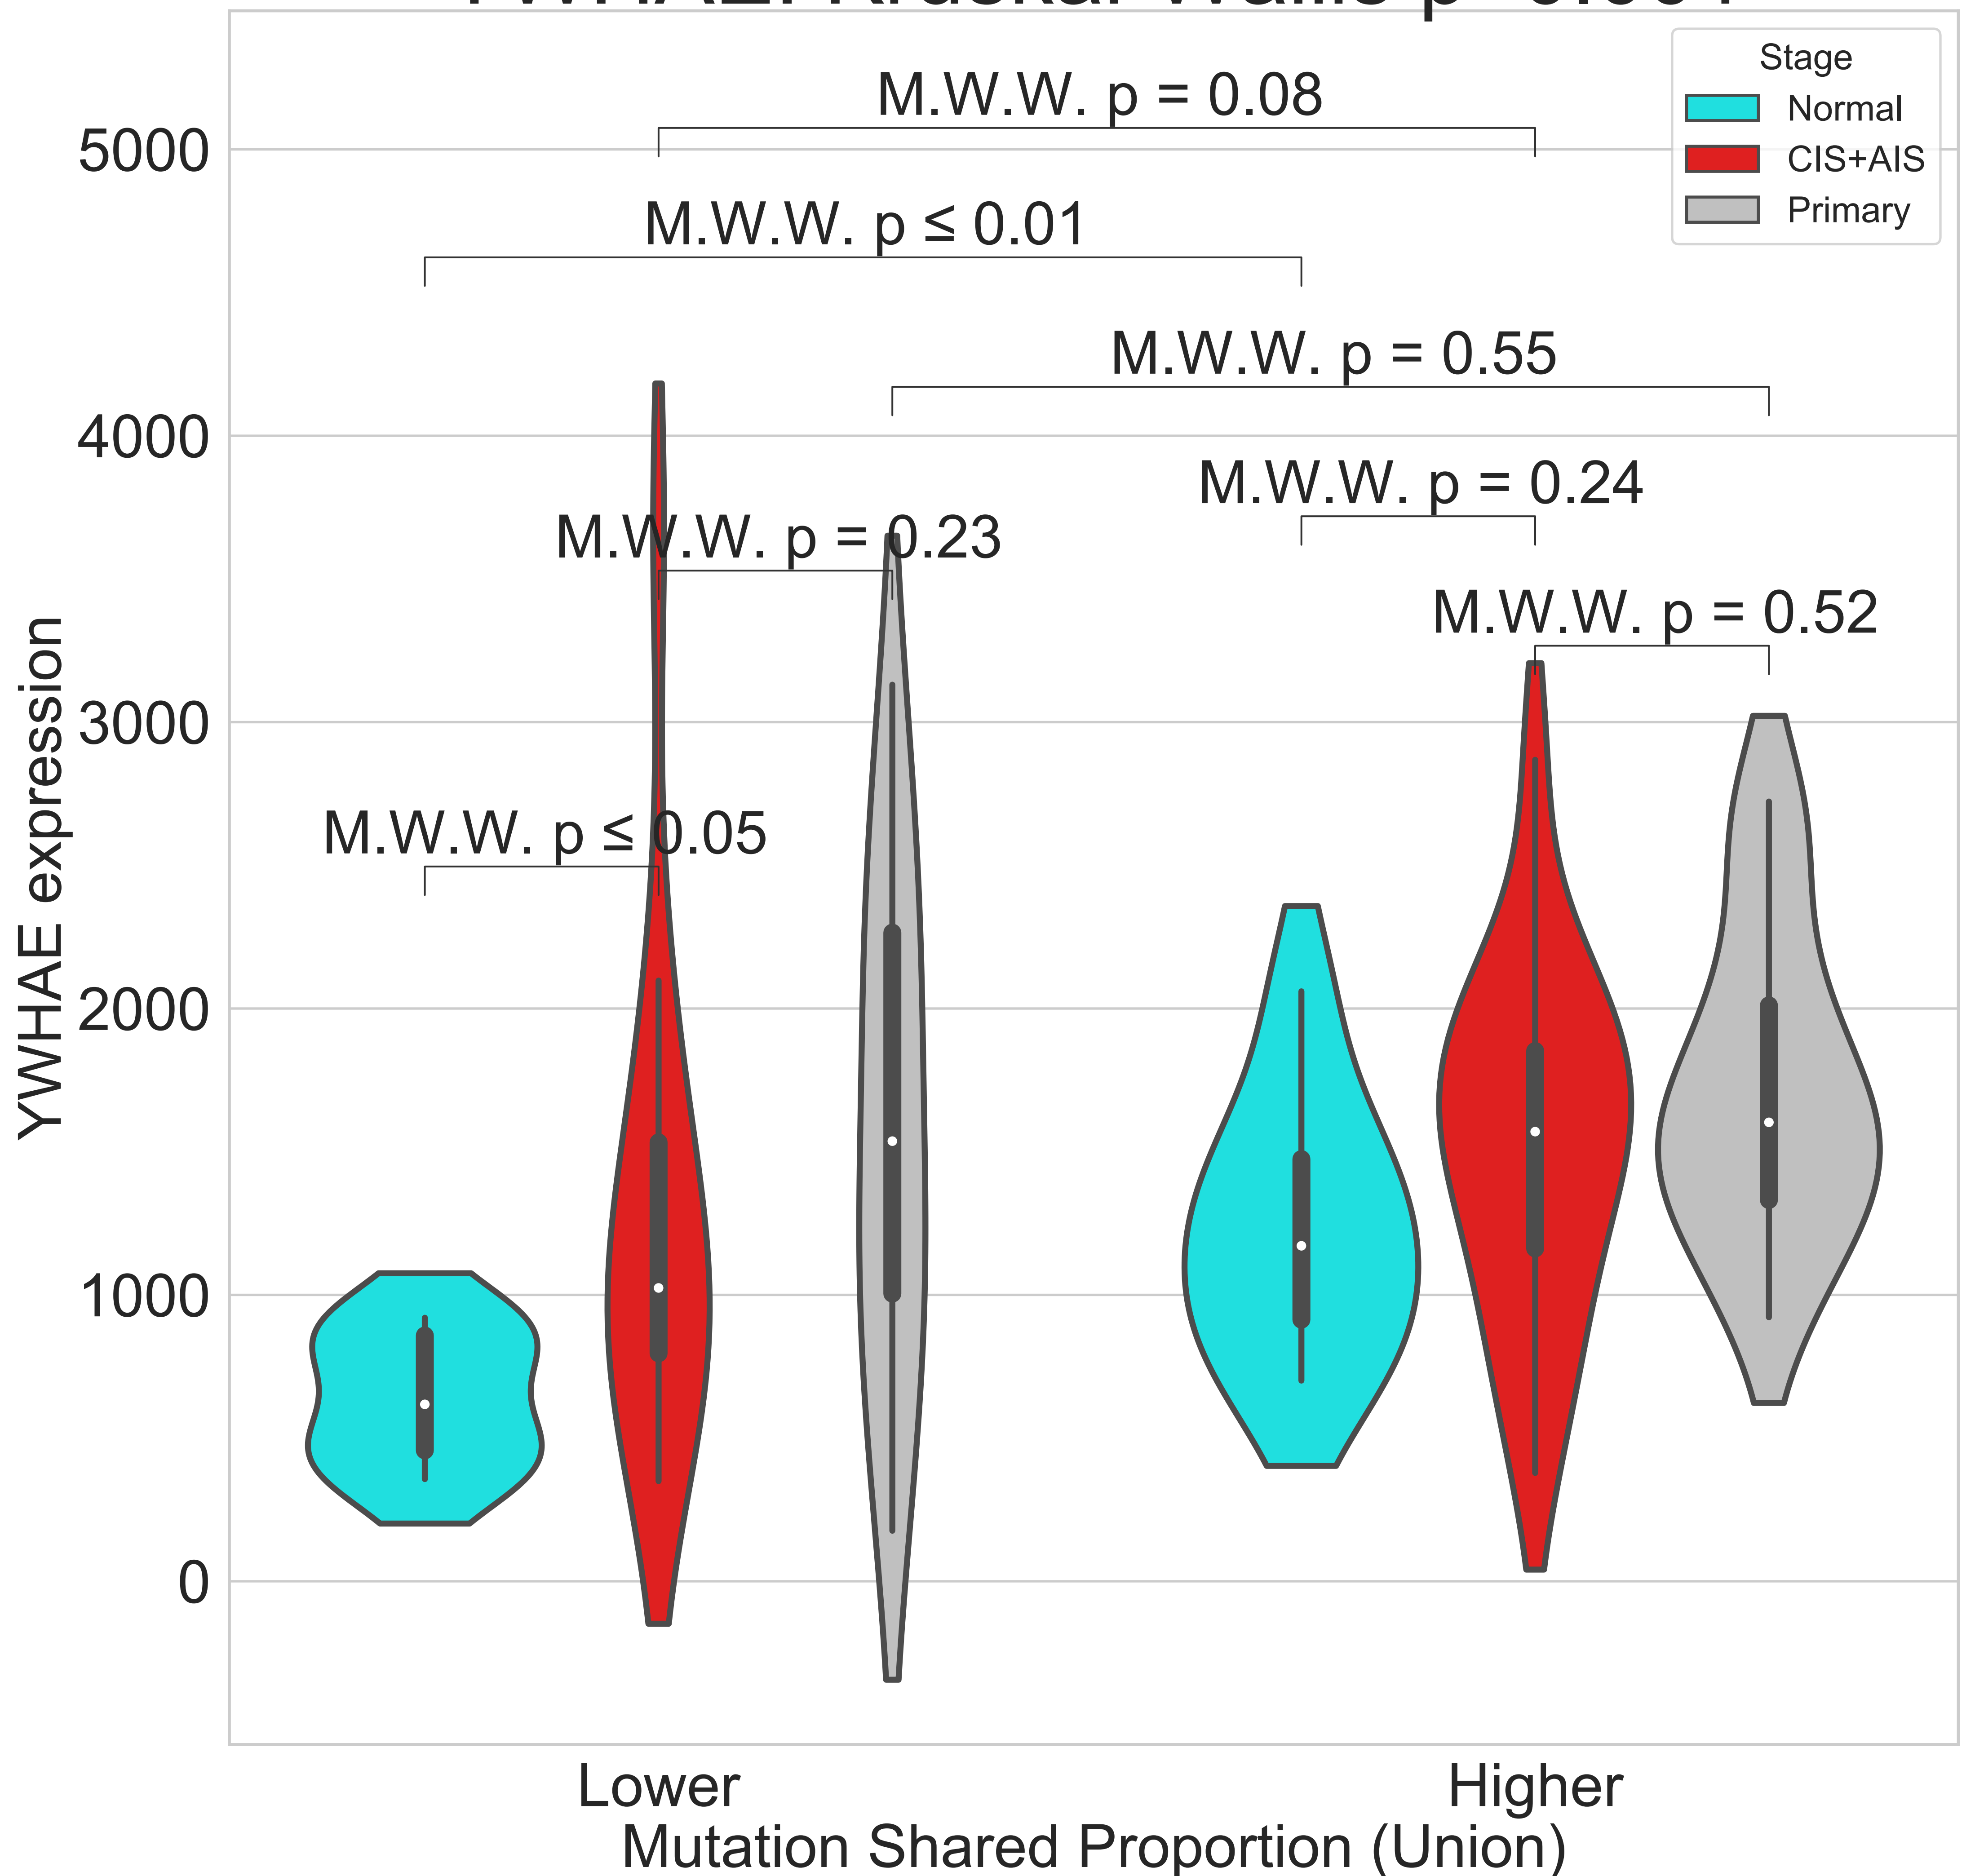 Stage
Normal
CIS+AIS
Primary
M.W.W. p = 0.08
M.W.W. p ≤ 0.01
M.W.W. p = 0.55
M.W.W. p = 0.24
M.W.W. p = 0.23
M.W.W. p = 0.52
M.W.W. p ≤ 0.05
5000
4000
3000
2000
1000
0
YWHAE expression
Lower
Higher
Mutation Shared Proportion (Union)